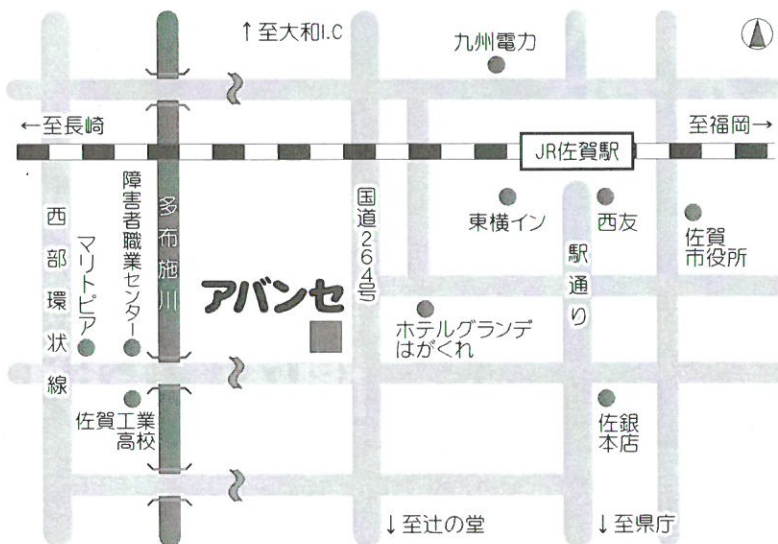 ↑至大和I.C
九州電力
←至長崎
至福岡→
JR佐賀駅
西部環状線
マリトピア
障害者職業センター
多布施川
国道264号
東横イン
西友
佐賀
市役所
駅通り
アバンセ
ホテルグランデ
はがくれ
佐賀工業
高校
佐銀
本店
↓至辻の堂
↓至県庁